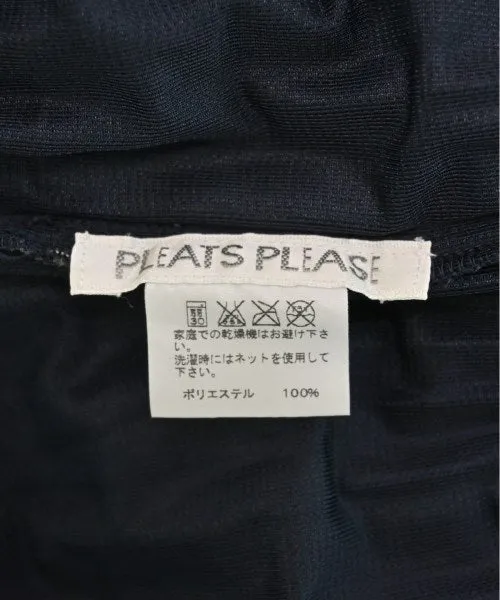 PLEATS PLEASE
弱
30
家庭での乾燥機はお避け下さ
い。
洗濯時にはネットを使用して
下さい。
ポリエステル 100%